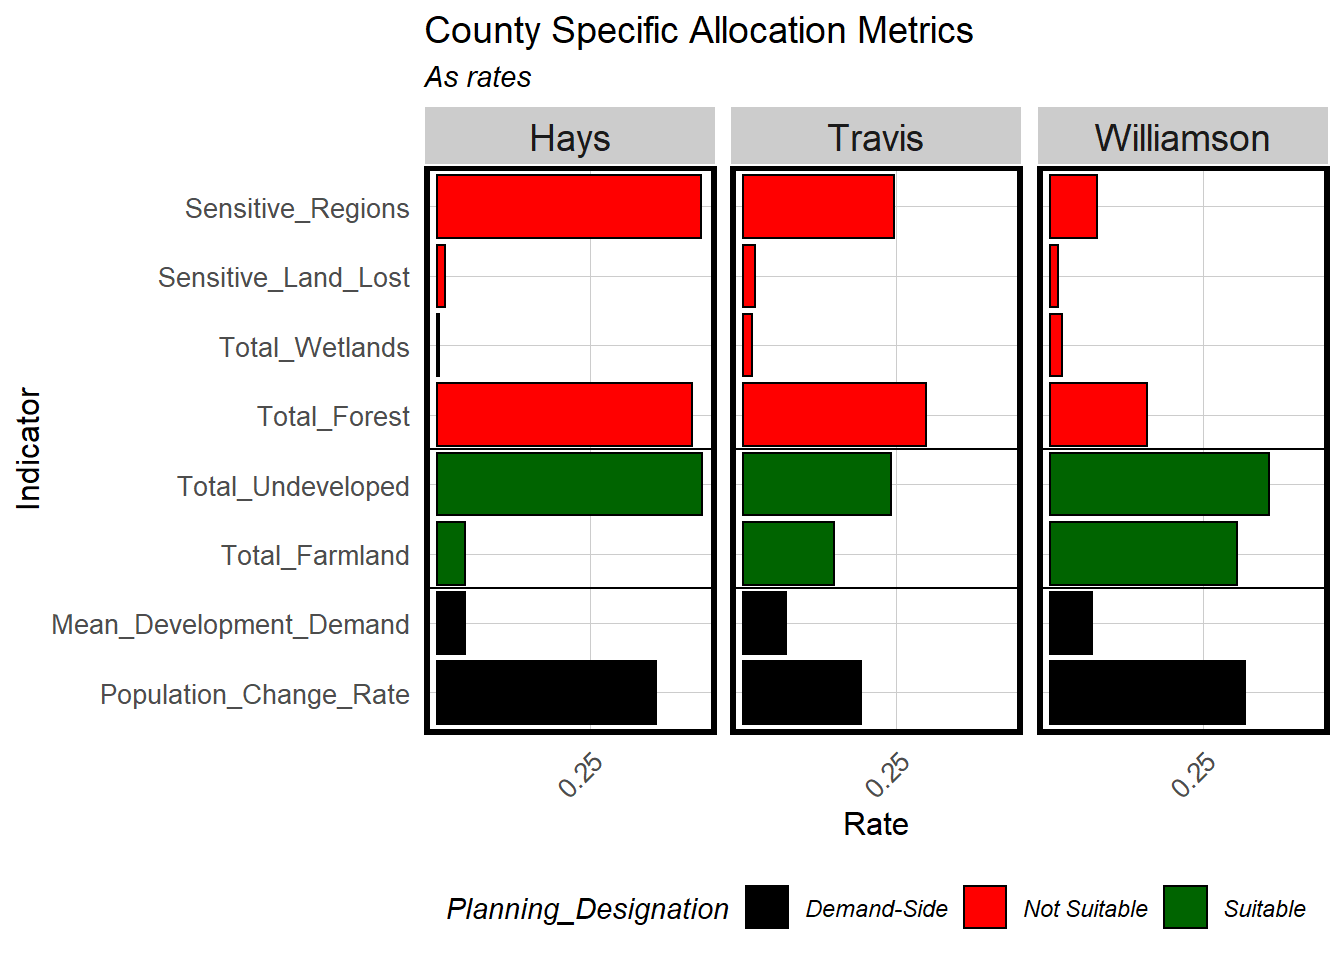 County Specific Allocation Metrics
As rates
Hays
Travis
Williamson
Sensitive_Regions
Sensitive_Land_Lost
Total_Wetlands
Total_Forest
Total_Undeveloped
Total_Farmland
Mean_Development_Demand
Population_Change_Rate
Indicator
0.25
0.25
0.25
Rate
Planning_Designation
Demand-Side
Not Suitable
Suitable